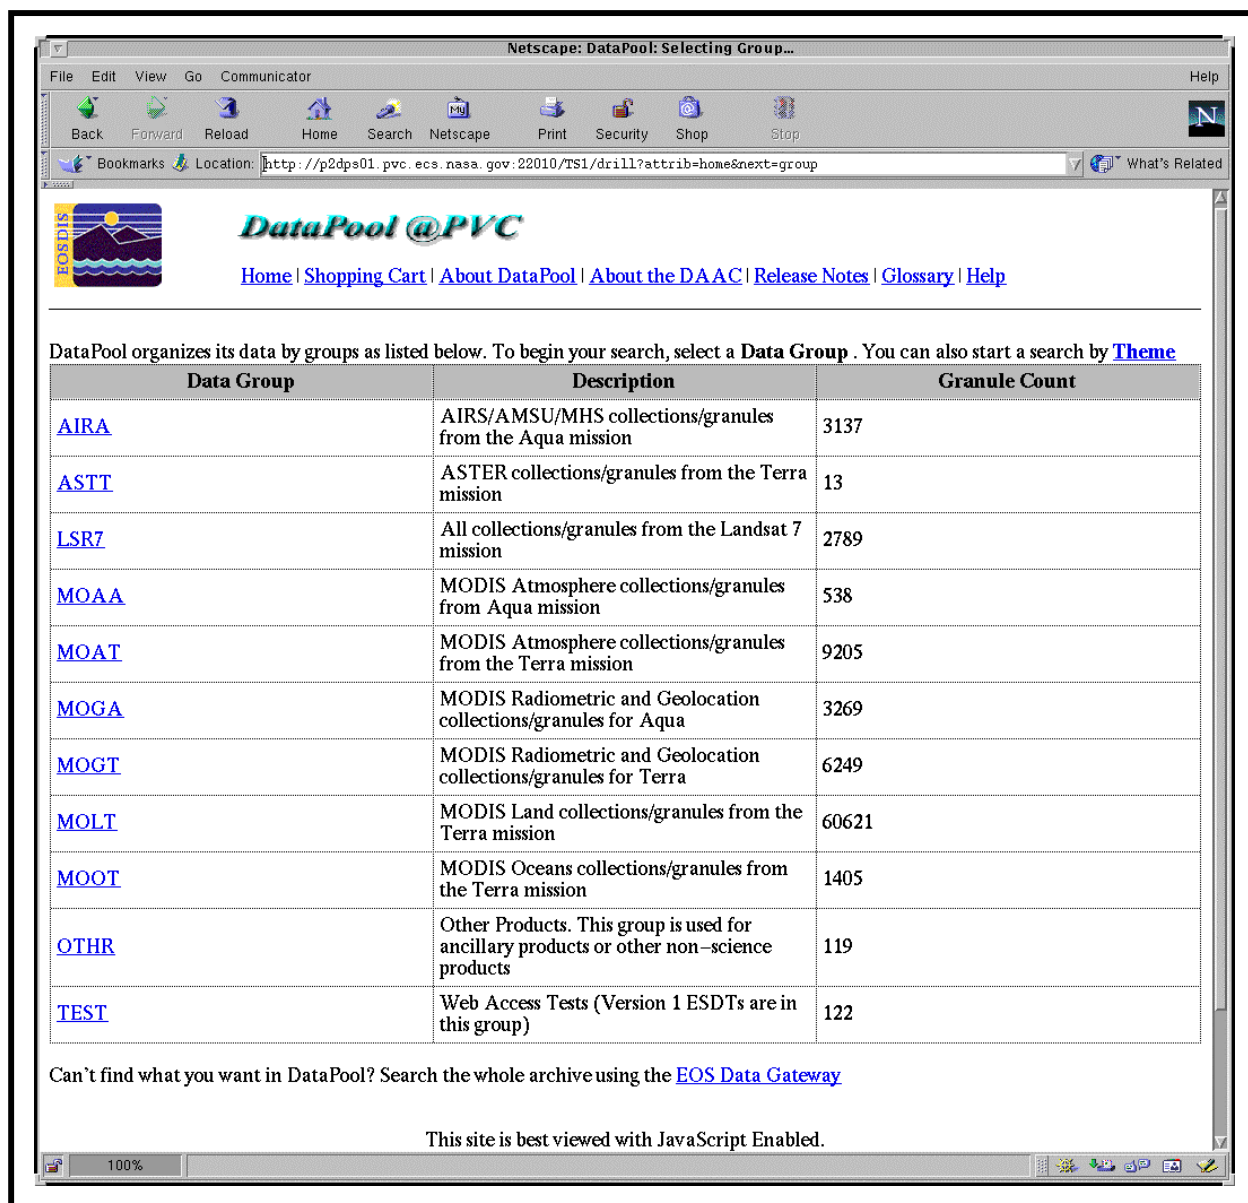 Netscape: DataPool: Selecting Group...
File Edit View Go Communicator Help
Back Forward Reload Home Search Netscape Print Security Shop Stop
My
N
Bookmarks Location: http://p2dps01.pvc.ecs.nasa.gov:22010/TS1/drill?attrib=home&next=group What's Related
EOSDIS
DataPool @PVC
Home | Shopping Cart | About DataPool | About the DAAC | Release Notes | Glossary | Help
DataPool organizes its data by groups as listed below. To begin your search, select a Data Group . You can also start a search by Theme
Data Group Description Granule Count
AIRA AIRS/AMSU/MHS collections/granules from the Aqua mission 3137
ASTT ASTER collections/granules from the Terra mission 13
LSR7 All collections/granules from the Landsat 7 mission 2789
MOAA MODIS Atmosphere collections/granules from Aqua mission 538
MOAT MODIS Atmosphere collections/granules from the Terra mission 9205
MOGA MODIS Radiometric and Geolocation collections/granules for Aqua 3269
MOGT MODIS Radiometric and Geolocation collections/granules for Terra 6249
MOLT MODIS Land collections/granules from the Terra mission 60621
MOOT MODIS Oceans collections/granules from the Terra mission 1405
OTHR Other Products. This group is used for ancillary products or other non-science products 119
TEST Web Access Tests (Version 1 ESDTs are in this group) 122
Can't find what you want in DataPool? Search the whole archive using the EOS Data Gateway
This site is best viewed with JavaScript Enabled.
100%